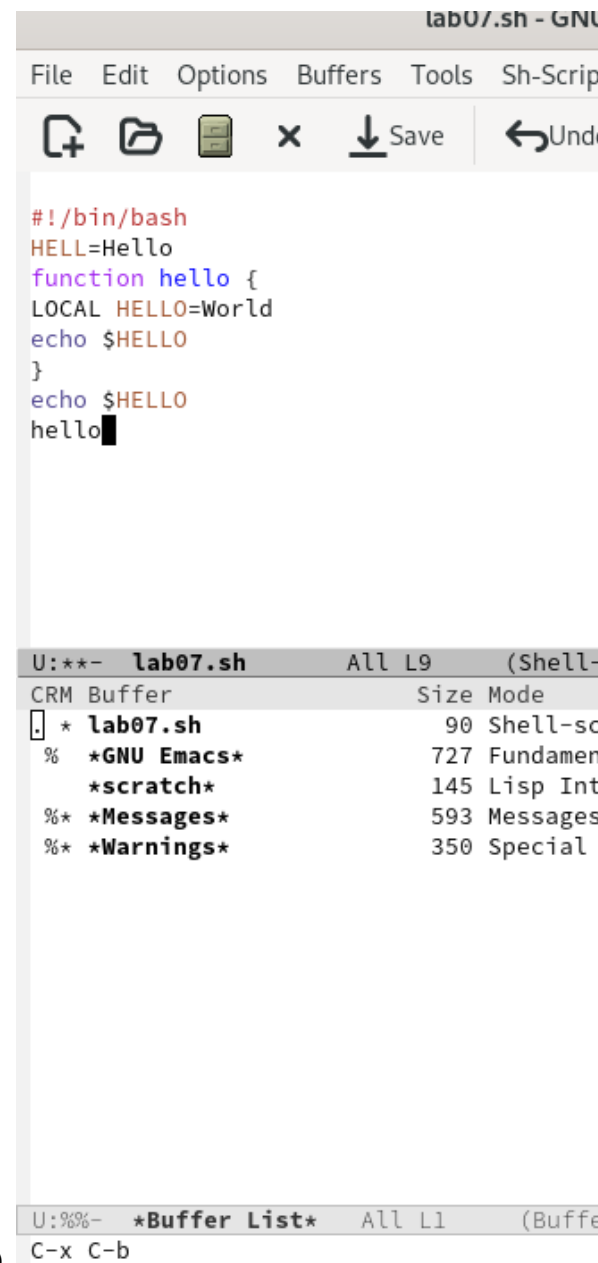 lab07.sh - GNU
File Edit Options Buffers Tools Sh-Scrip
Save Und
#!/bin/bash
HELL=Hello
function hello {
LOCAL HELLO=World
echo $HELLO
}
echo $HELLO
hello
U:**- lab07.sh All L9 (Shell-
CRM Buffer Size Mode
. * lab07.sh 90 Shell-sc
% *GNU Emacs* 727 Fundamen
*scratch* 145 Lisp Int
%* *Messages* 593 Messages
%* *Warnings* 350 Special
U:%%- *Buffer List* All L1 (Buffe
C-x C-b